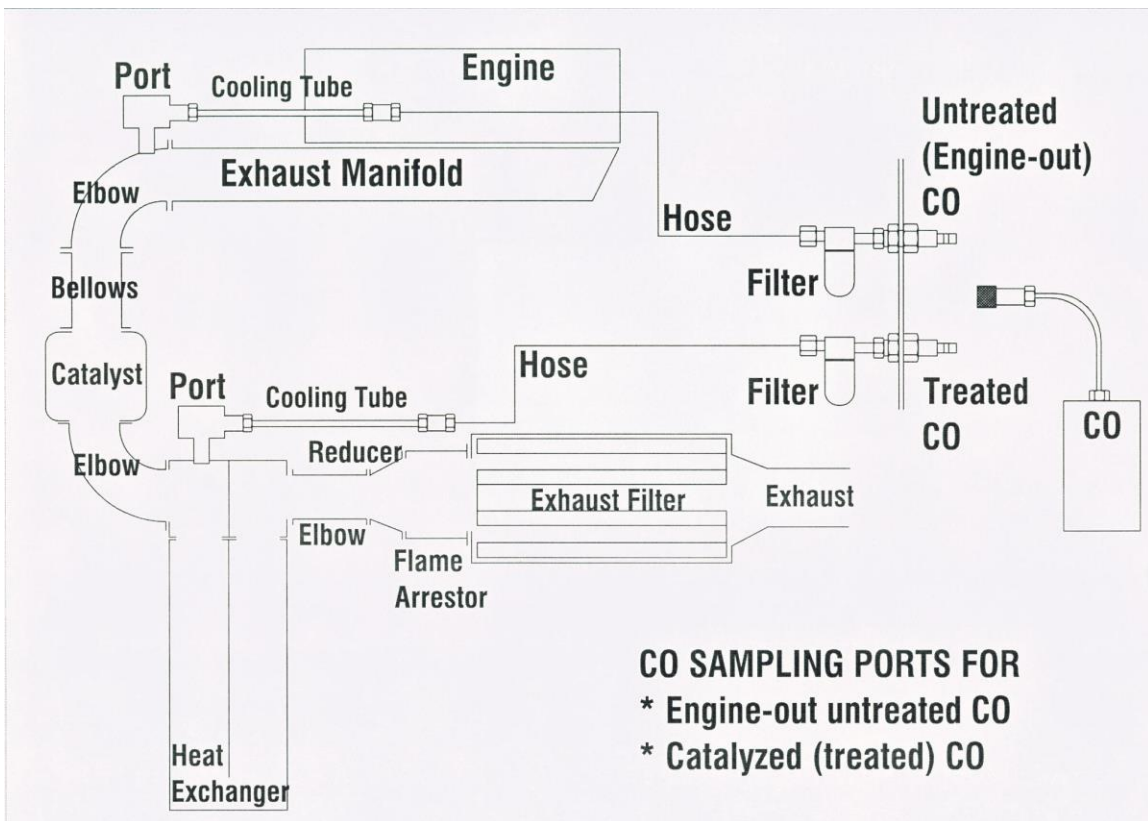 Port
Cooling Tube
Engine
Untreated
(Engine-out)
CO
Elbow
Exhaust Manifold
Hose
Filter
Bellows
Catalyst
Port
Cooling Tube
Hose
Filter
Treated
CO
CO
Elbow
Reducer
Exhaust Filter
Exhaust
Elbow
Flame
Arrestor
Heat
Exchanger
CO SAMPLING PORTS FOR
* Engine-out untreated CO
* Catalyzed (treated) CO